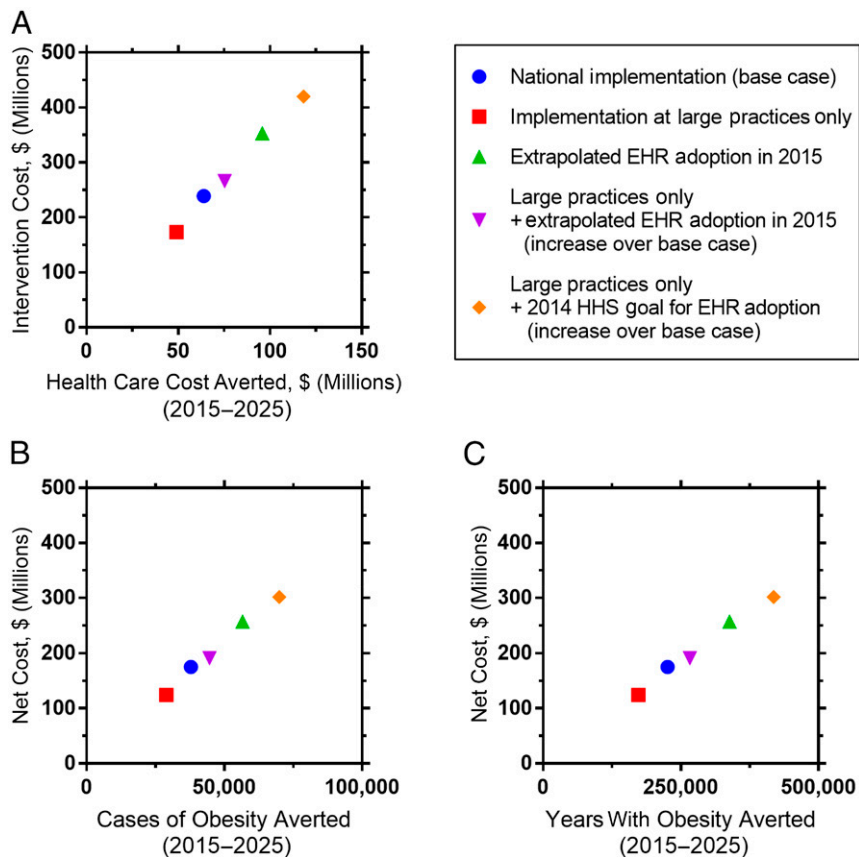 A
500
400
300
200
100
0
Intervention Cost, $ (Millions)
0 50 100 150
Health Care Cost Averted, $ (Millions)
(2015–2025)
National implementation (base case)
Implementation at large practices only
Extrapolated EHR adoption in 2015
Large practices only
+ extrapolated EHR adoption in 2015
(increase over base case)
Large practices only
+ 2014 HHS goal for EHR adoption
(increase over base case)
B
500
400
300
200
100
0
Net Cost, $ (Millions)
0 50,000 100,000
Cases of Obesity Averted
(2015–2025)
C
500
400
300
200
100
0
Net Cost, $ (Millions)
0 250,000 500,000
Years With Obesity Averted
(2015–2025)